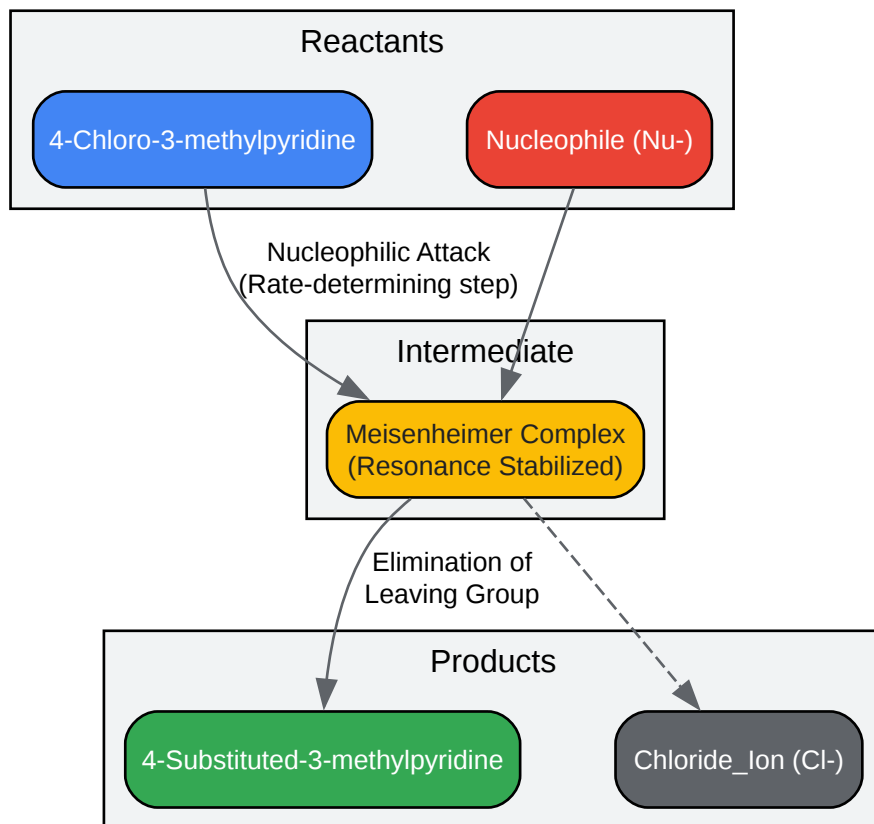 Reactants
4-Chloro-3-methylpyridine
Nucleophile (Nu-)
Nucleophilic Attack
(Rate-determining step)
Intermediate
Meisenheimer Complex
(Resonance Stabilized)
Elimination of
Leaving Group
Products
4-Substituted-3-methylpyridine
Chloride_Ion (Cl-)